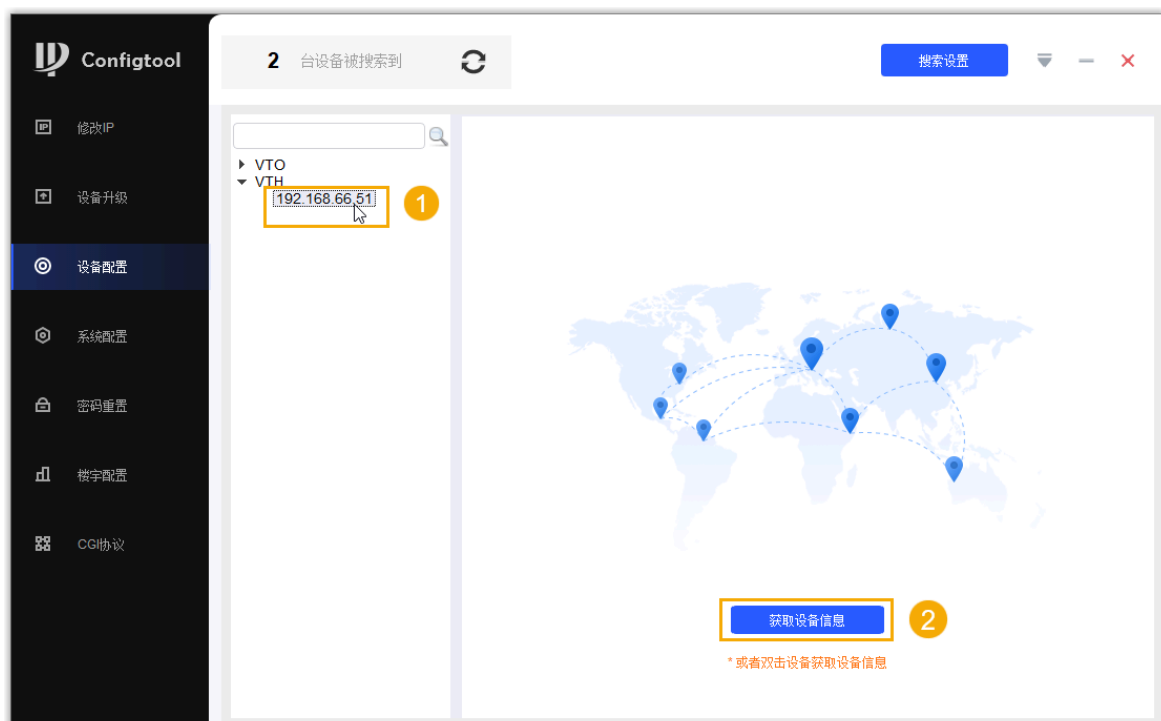 Configtool
2 台设备被搜索到
搜索设置
IP 修改IP
设备升级
设备配置
系统配置
密码重置
楼宇配置
CGI协议
VTO
VTH
192.168.66.51
1
获取设备信息
2
*或者双击设备获取设备信息